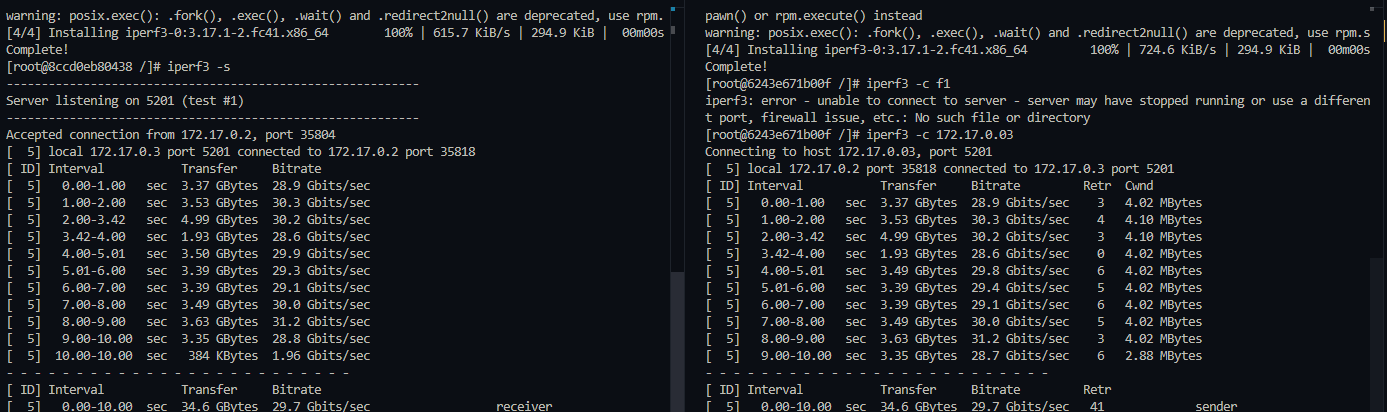 warning: posix.exec(): .fork(), .exec(), .wait() and .redirect2null() are deprecated, use rpm.
[4/4] Installing iperf3-0:3.17.1-2.fc41.x86_64        100% | 615.7 KiB/s | 294.9 KiB |  00m00s
Complete!
[root@8ccd0eb80438 /]# iperf3 -s
-----------------------------------------------------------
Server listening on 5201 (test #1)
-----------------------------------------------------------
Accepted connection from 172.17.0.2, port 35804
[  5] local 172.17.0.3 port 5201 connected to 172.17.0.2 port 35818
[ ID] Interval           Transfer     Bitrate
[  5]   0.00-1.00   sec  3.37 GBytes  28.9 Gbits/sec
[  5]   1.00-2.00   sec  3.53 GBytes  30.3 Gbits/sec
[  5]   2.00-3.42   sec  4.99 GBytes  30.2 Gbits/sec
[  5]   3.42-4.00   sec  1.93 GBytes  28.6 Gbits/sec
[  5]   4.00-5.01   sec  3.50 GBytes  29.9 Gbits/sec
[  5]   5.01-6.00   sec  3.39 GBytes  29.3 Gbits/sec
[  5]   6.00-7.00   sec  3.39 GBytes  29.1 Gbits/sec
[  5]   7.00-8.00   sec  3.49 GBytes  30.0 Gbits/sec
[  5]   8.00-9.00   sec  3.63 GBytes  31.2 Gbits/sec
[  5]   9.00-10.00  sec  3.35 GBytes  28.8 Gbits/sec
[  5]  10.00-10.00  sec   384 KBytes  1.96 Gbits/sec
- - - - - - - - - - - - - - - - - - - - - - - - -
[ ID] Interval           Transfer     Bitrate
[  5]   0.00-10.00  sec  34.6 GBytes  29.7 Gbits/sec                  receiver
pawn() or rpm.execute() instead
warning: posix.exec(): .fork(), .exec(), .wait() and .redirect2null() are deprecated, use rpm.s
[4/4] Installing iperf3-0:3.17.1-2.fc41.x86_64        100% | 724.6 KiB/s | 294.9 KiB |  00m00s
Complete!
[root@6243e671b00f /]# iperf3 -c f1
iperf3: error - unable to connect to server - server may have stopped running or use a differen
t port, firewall issue, etc.: No such file or directory
[root@6243e671b00f /]# iperf3 -c 172.17.0.03
Connecting to host 172.17.0.03, port 5201
[  5] local 172.17.0.2 port 35818 connected to 172.17.0.3 port 5201
[ ID] Interval           Transfer     Bitrate         Retr  Cwnd
[  5]   0.00-1.00   sec  3.37 GBytes  28.9 Gbits/sec    3   4.02 MBytes
[  5]   1.00-2.00   sec  3.53 GBytes  30.3 Gbits/sec    4   4.10 MBytes
[  5]   2.00-3.42   sec  4.99 GBytes  30.2 Gbits/sec    3   4.10 MBytes
[  5]   3.42-4.00   sec  1.93 GBytes  28.6 Gbits/sec    0   4.02 MBytes
[  5]   4.00-5.01   sec  3.49 GBytes  29.8 Gbits/sec    6   4.02 MBytes
[  5]   5.01-6.00   sec  3.39 GBytes  29.4 Gbits/sec    5   4.02 MBytes
[  5]   6.00-7.00   sec  3.39 GBytes  29.1 Gbits/sec    6   4.02 MBytes
[  5]   7.00-8.00   sec  3.49 GBytes  30.0 Gbits/sec    5   4.02 MBytes
[  5]   8.00-9.00   sec  3.63 GBytes  31.2 Gbits/sec    3   4.02 MBytes
[  5]   9.00-10.00  sec  3.35 GBytes  28.7 Gbits/sec    6   2.88 MBytes
- - - - - - - - - - - - - - - - - - - - - - - - -
[ ID] Interval           Transfer     Bitrate         Retr
[  5]   0.00-10.00  sec  34.6 GBytes  29.7 Gbits/sec   41             sender